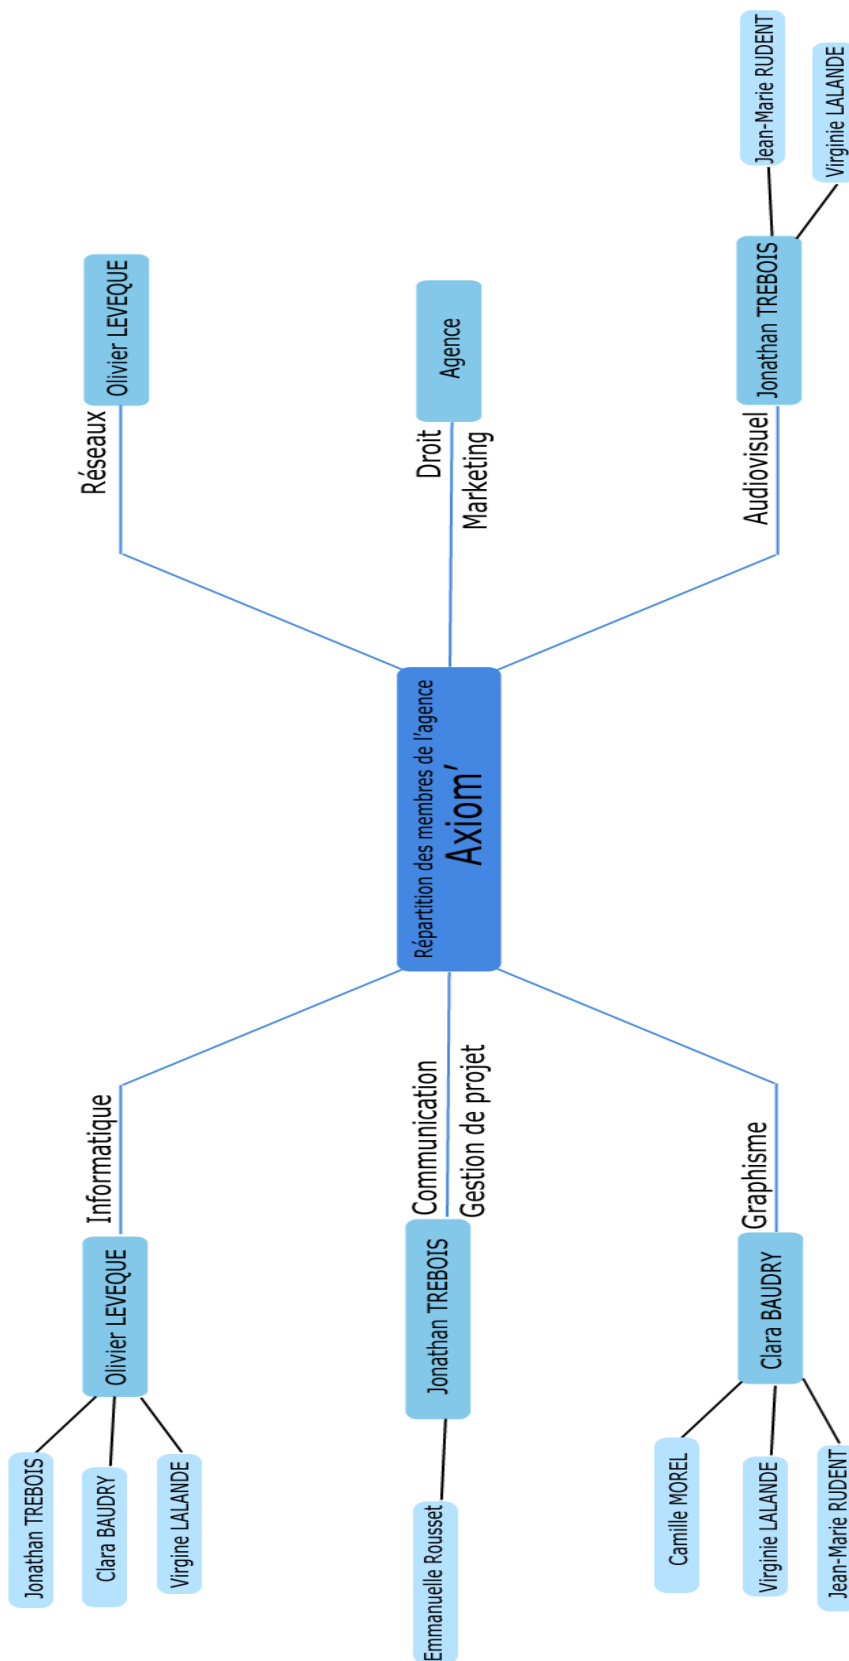 Jonathan TREBOIS
Clara BAUDRY
Virgine LALANDE
Olivier LEVEQUE
Informatique
Réseaux
Olivier LEVEQUE
Emmanuelle Rousset
Jonathan TREBOIS
Communication
Gestion de projet
Répartition des membres de l'agence
Axiom'
Droit
Marketing
Agence
Camille MOREL
Virginie LALANDE
Jean-Marie RUDENT
Clara BAUDRY
Graphisme
Audiovisuel
Jonathan TREBOIS
Jean-Marie RUDENT
Virginie LALANDE